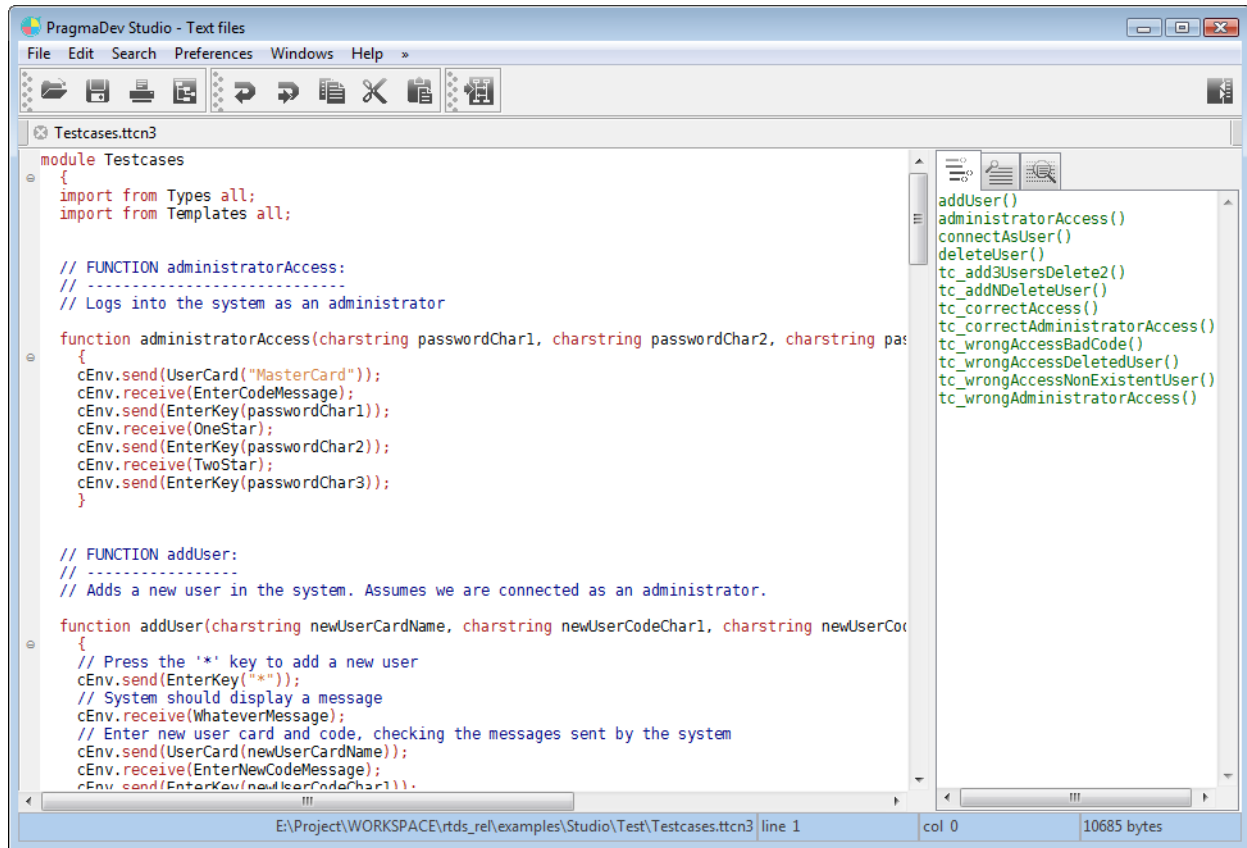 PragmaDev Studio - Text files
File Edit Search Preferences Windows Help »
Testcases.ttcn3
module Testcases
{
import from Types all;
import from Templates all;
// FUNCTION administratorAccess:
// -----------------------------
// Logs into the system as an administrator
function administratorAccess(charstring passwordChar1, charstring passwordChar2, charstring pas
{
cEnv.send(UserCard("MasterCard"));
cEnv.receive(EnterCodeMessage);
cEnv.send(EnterKey(passwordChar1));
cEnv.receive(OneStar);
cEnv.send(EnterKey(passwordChar2));
cEnv.receive(TwoStar);
cEnv.send(EnterKey(passwordChar3));
}
// FUNCTION addUser:
// -----------------
// Adds a new user in the system. Assumes we are connected as an administrator.
function addUser(charstring newUserCardName, charstring newUserCodeChar1, charstring newUserCod
{
// Press the '*' key to add a new user
cEnv.send(EnterKey("*"));
// System should display a message
cEnv.receive(WhateverMessage);
// Enter new user card and code, checking the messages sent by the system
cEnv.send(UserCard(newUserCardName));
cEnv.receive(EnterNewCodeMessage);
cEnv.send(EnterKey(newUserCodeChar1));
addUser()
administratorAccess()
connectAsUser()
deleteUser()
tc_add3UsersDelete2()
tc_addNDeleteUser()
tc_correctAccess()
tc_correctAdministratorAccess()
tc_wrongAccessBadCode()
tc_wrongAccessDeletedUser()
tc_wrongAccessNonExistentUser()
tc_wrongAdministratorAccess()
E:\Project\WORKSPACE\rtds_rel\examples\Studio\Test\Testcases.ttcn3 line 1 col 0 10685 bytes